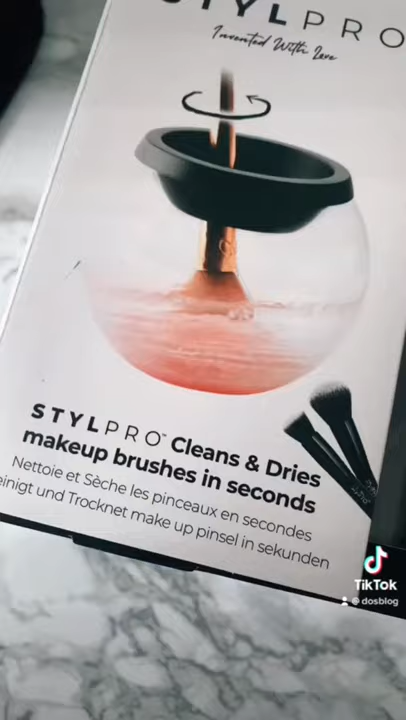 STYLPRO
Invented With Love
STYLPRO™ Cleans & Dries
makeup brushes in seconds
Nettoie et Sèche les pinceaux en secondes
einigt und Trocknet make up pinsel in sekunden
TikTok
@dosblog